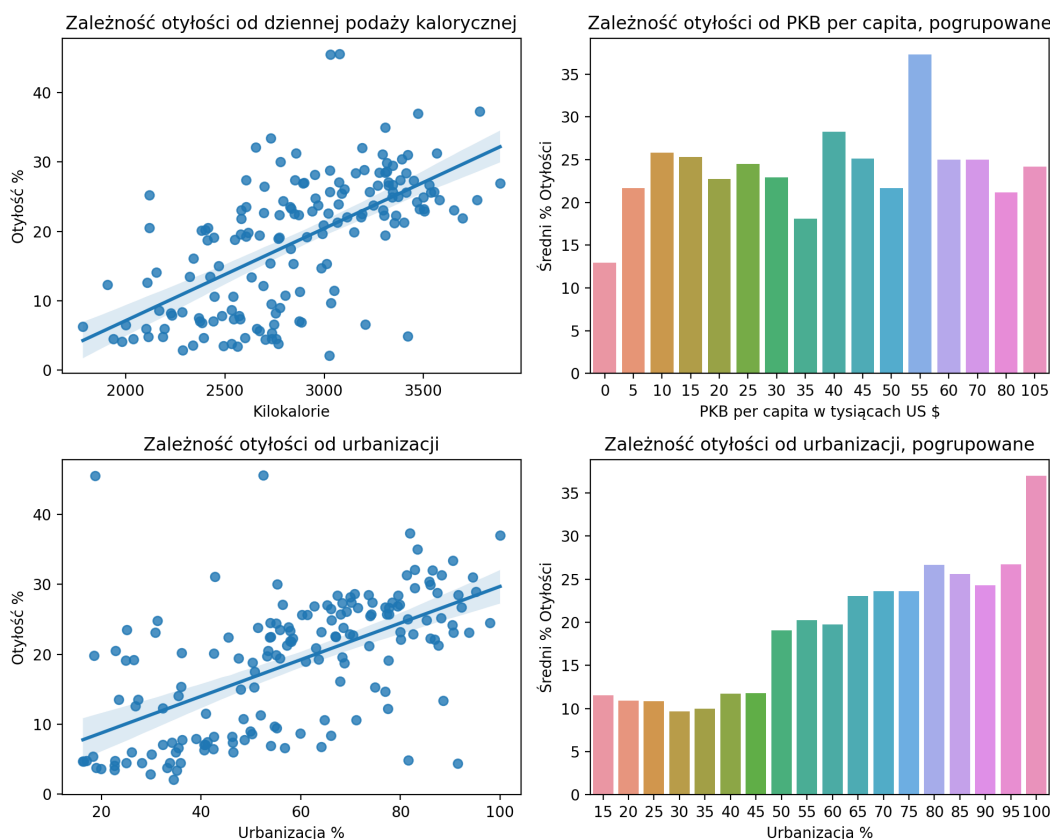 Zależność otyłości od dziennej podaży kalorycznej
Otyłość %
40
30
20
10
0
2000 2500 3000 3500
Kilokalorie
Zależność otyłości od PKB per capita, pogrupowane
Średni % Otyłości
35
30
25
20
15
10
5
0
0 5 10 15 20 25 30 35 40 45 50 55 60 70 80 105
PKB per capita w tysiącach US $
Zależność otyłości od urbanizacji
Otyłość %
40
30
20
10
0
20 40 60 80 100
Urbanizacja %
Zależność otyłości od urbanizacji, pogrupowane
Średni % Otyłości
35
30
25
20
15
10
5
0
15 20 25 30 35 40 45 50 55 60 65 70 75 80 85 90 95 100
Urbanizacja %